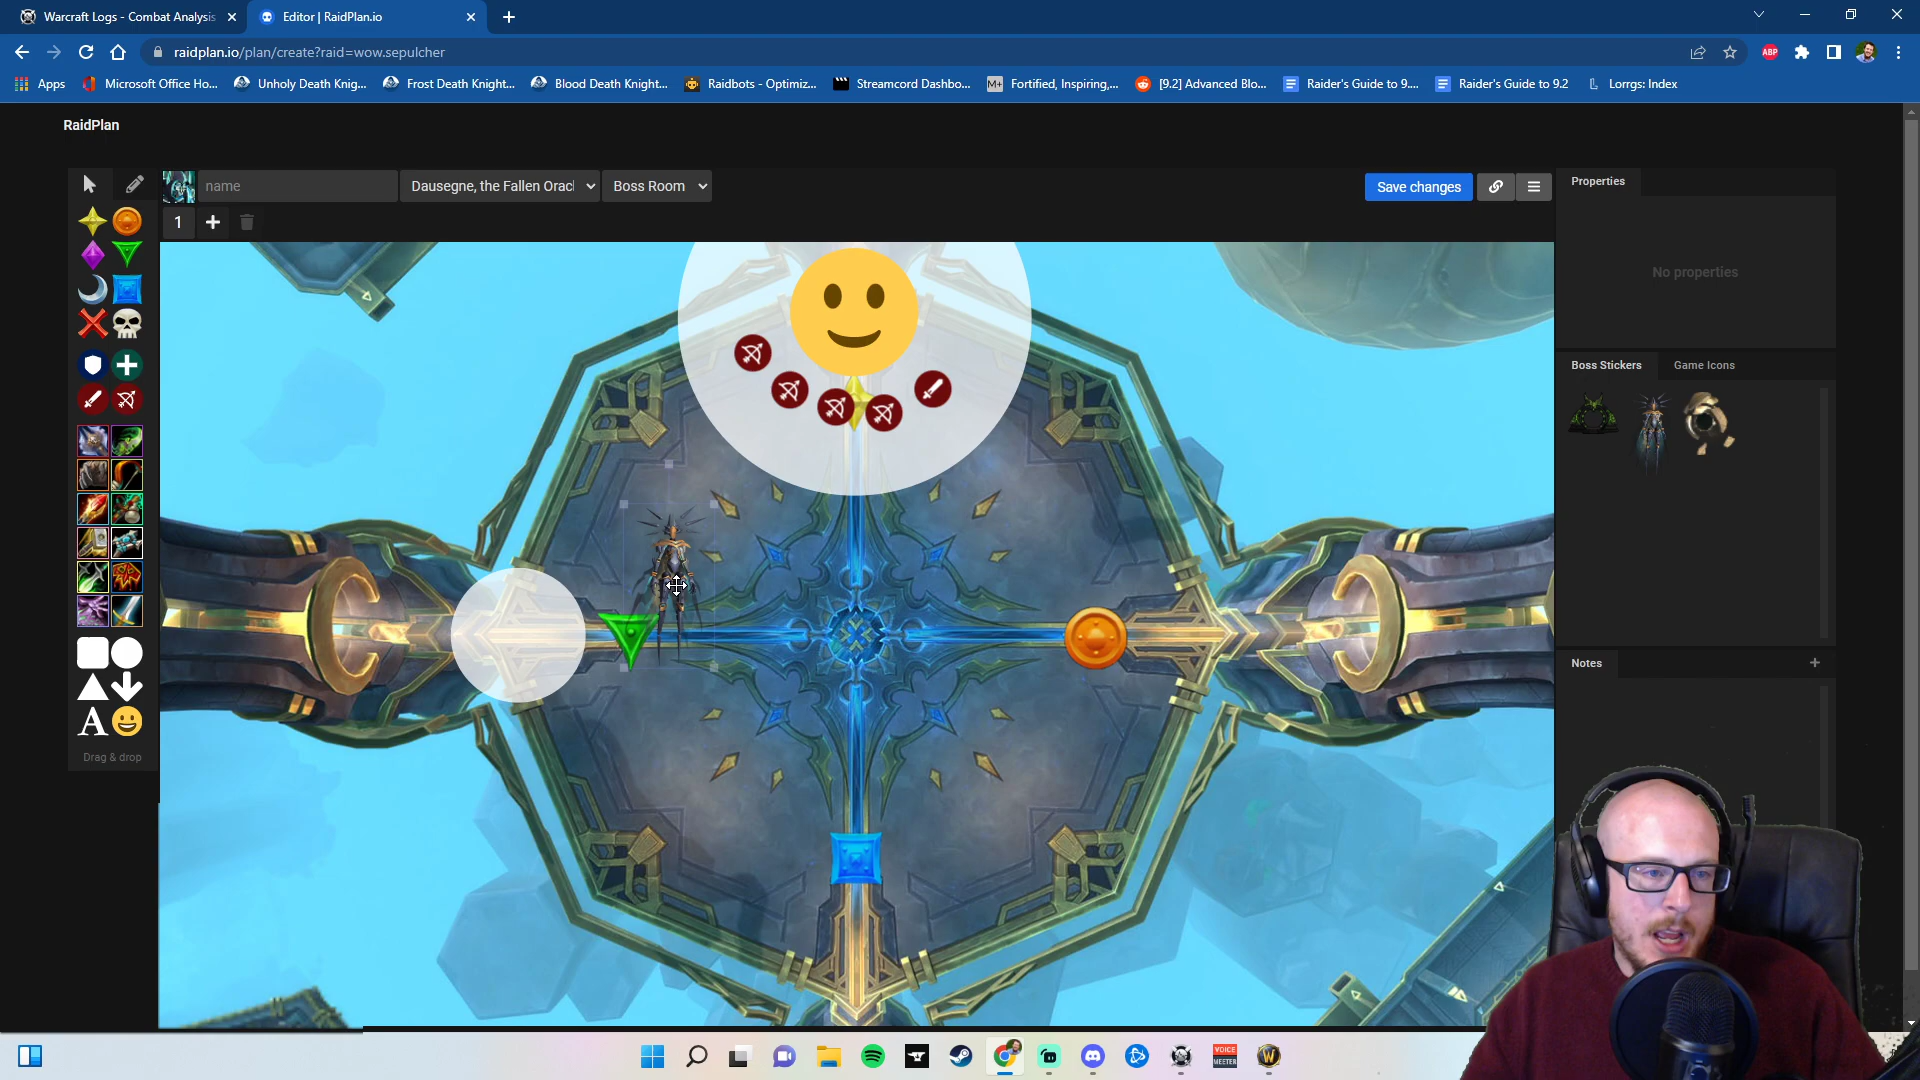 Warcraft Logs - Combat Analysis
Editor | RaidPlan.io
raidplan.io/plan/create?raid=wow.sepulcher
ABP
Apps
Microsoft Office Ho...
Unholy Death Knig...
Frost Death Knight...
Blood Death Knight...
Raidbots - Optimiz...
Streamcord Dashbo...
M+
Fortified, Inspiring,...
[9.2] Advanced Blo...
Raider's Guide to 9....
Raider's Guide to 9.2
L
Lorrgs: Index
RaidPlan
name
Dausegne, the Fallen Oracl
Boss Room
Save changes
1
Properties
No properties
Boss Stickers
Game Icons
Notes
A
Drag & drop
VOICE
MEETER
W